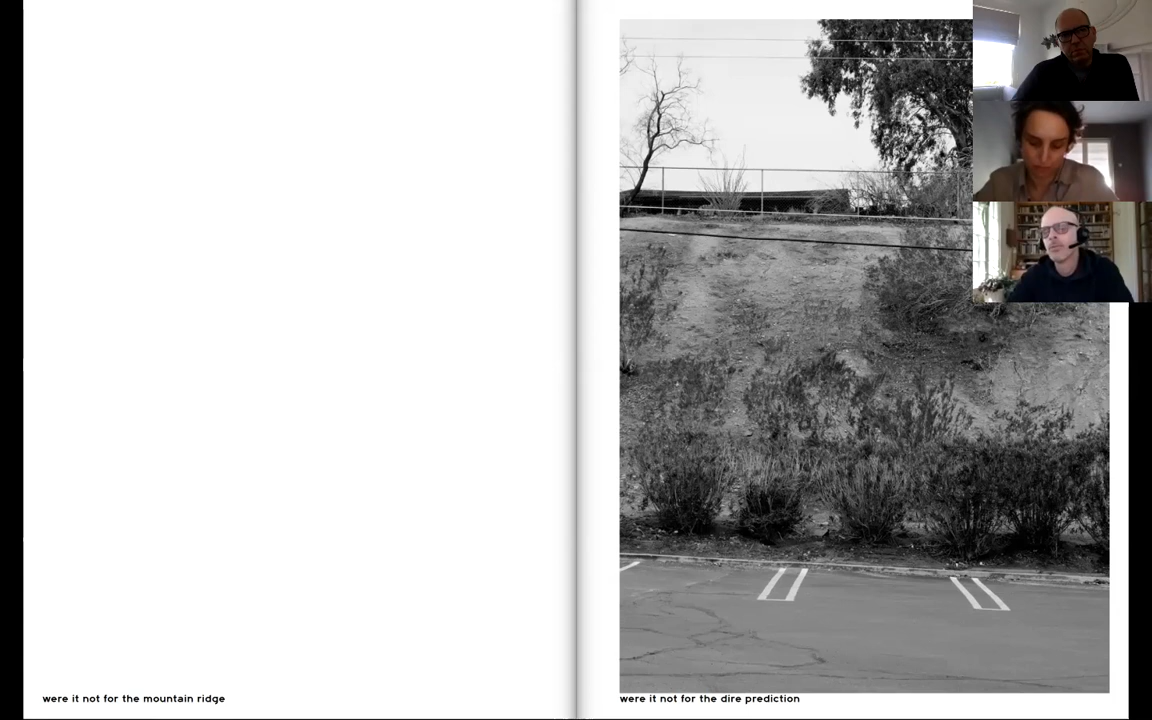 were it not for the mountain ridge
were it not for the dire prediction